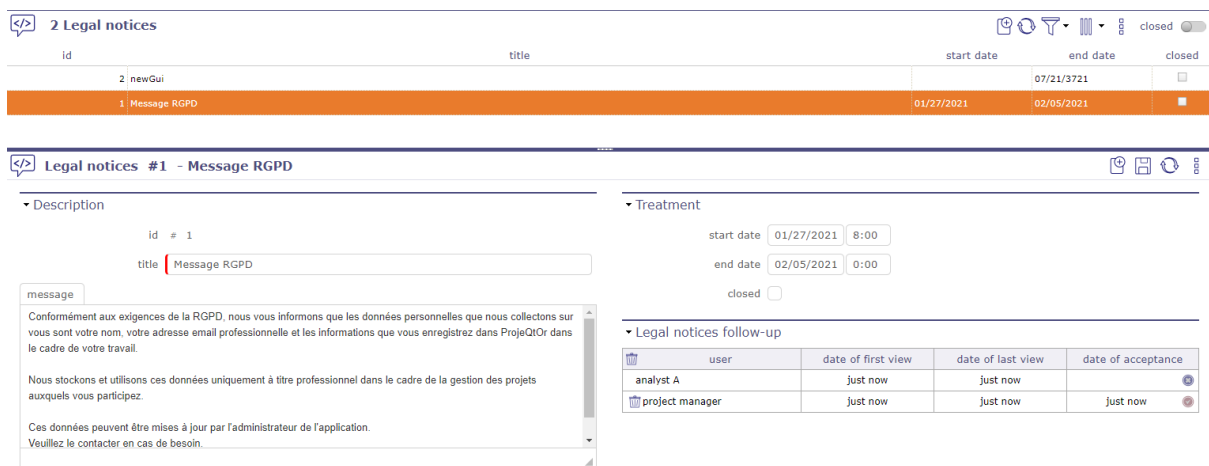 2 Legal notices
closed
id title start date end date closed
2 newGui 07/21/3721
1 Message RGPD 01/27/2021 02/05/2021
Legal notices #1 - Message RGPD
Description
id # 1
title Message RGPD
message
Conformément aux exigences de la RGPD, nous vous informons que les données personnelles que nous collectons sur
vous sont votre nom, votre adresse email professionnelle et les informations que vous enregistrez dans ProjeQtOr dans
le cadre de votre travail.
Nous stockons et utilisons ces données uniquement à titre professionnel dans le cadre de la gestion des projets
auxquels vous participez.
Ces données peuvent être mises à jour par l'administrateur de l'application.
Veuillez le contacter en cas de besoin.
Treatment
start date 01/27/2021 8:00
end date 02/05/2021 0:00
closed
Legal notices follow-up
user date of first view date of last view date of acceptance
analyst A just now just now
project manager just now just now just now